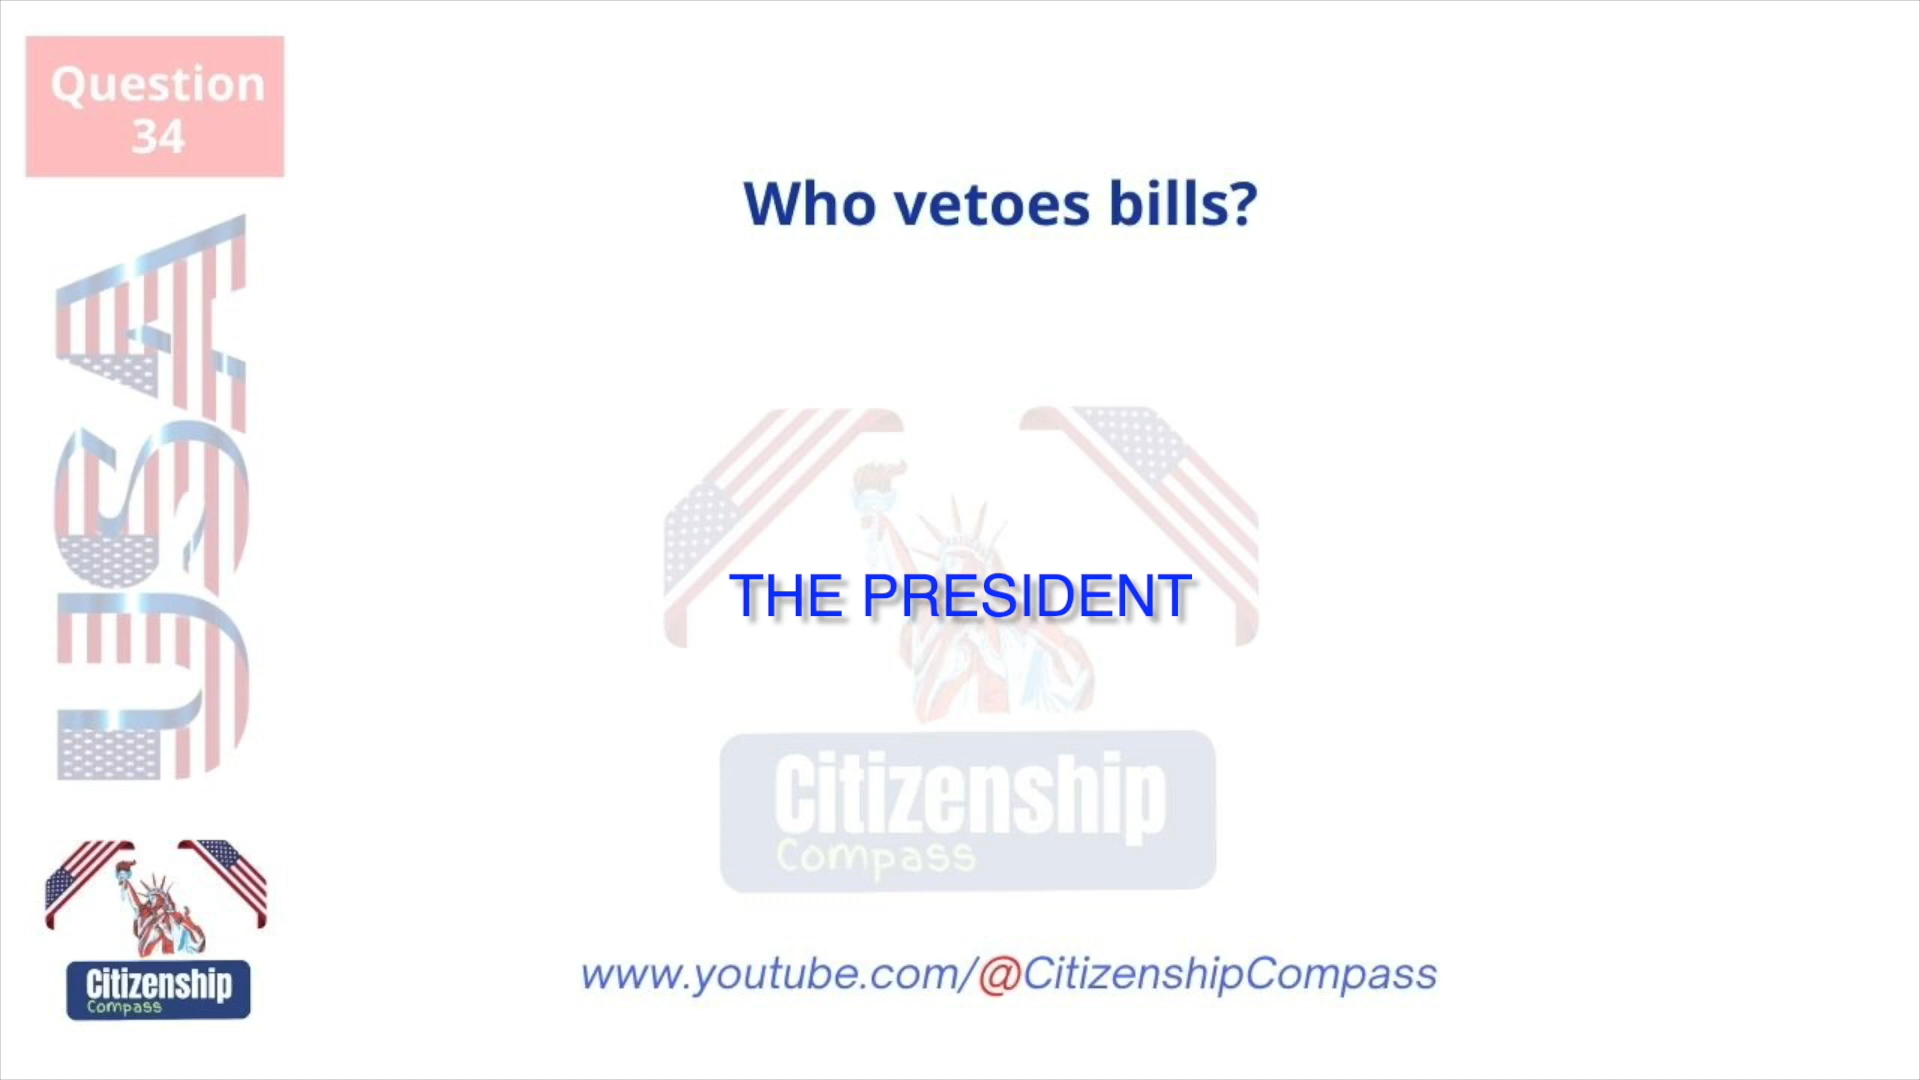 Question
34
Who vetoes bills?
USA
THE PRESIDENT
Citizenship
Compass
www.youtube.com/@CitizenshipCompass
Citizenship
Compass